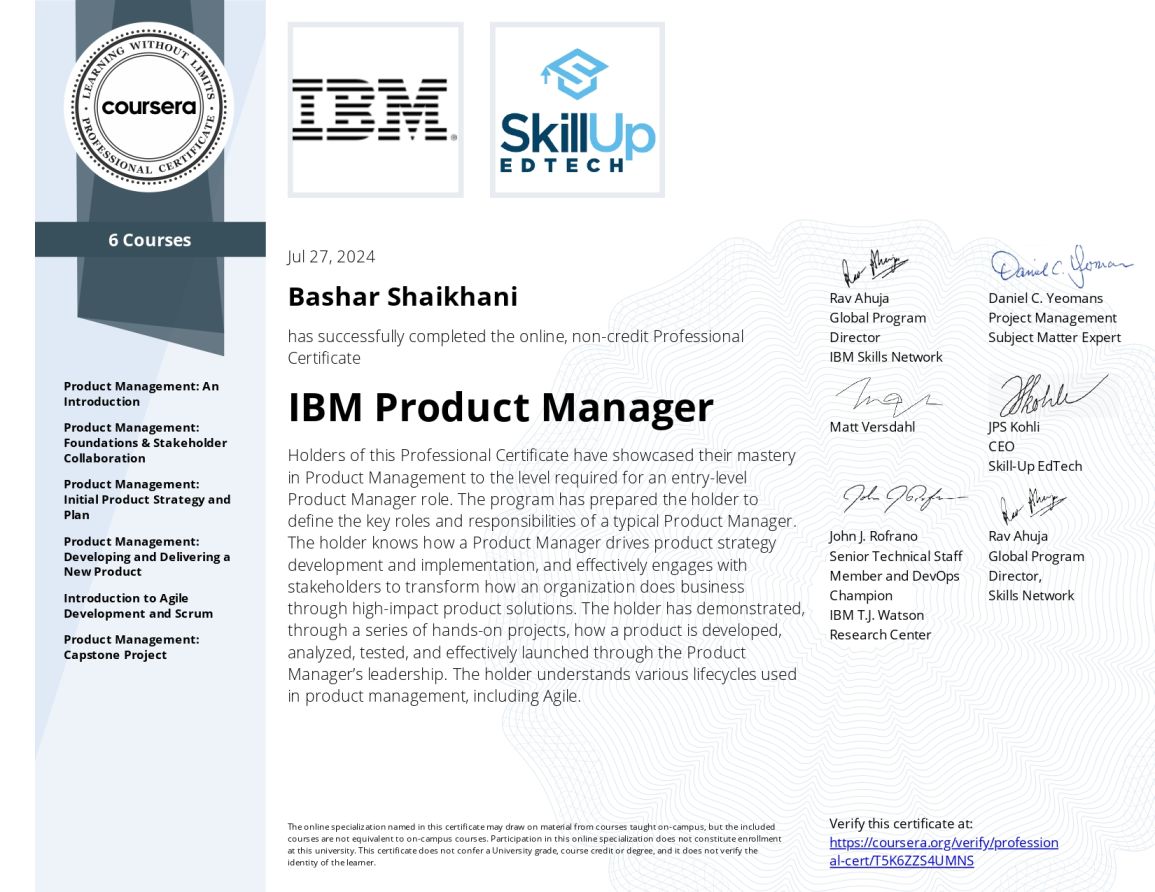 LEARNING WITHOUT LIMITS
coursera
PROFESSIONAL CERTIFICATE
IBM
SkillUp
EDTECH
6 Courses
Product Management: An
Introduction
Product Management:
Foundations & Stakeholder
Collaboration
Product Management:
Initial Product Strategy and
Plan
Product Management:
Developing and Delivering a
New Product
Introduction to Agile
Development and Scrum
Product Management:
Capstone Project
Jul 27, 2024
Bashar Shaikhani
has successfully completed the online, non-credit Professional
Certificate
IBM Product Manager
Holders of this Professional Certificate have showcased their mastery
in Product Management to the level required for an entry-level
Product Manager role. The program has prepared the holder to
define the key roles and responsibilities of a typical Product Manager.
The holder knows how a Product Manager drives product strategy
development and implementation, and effectively engages with
stakeholders to transform how an organization does business
through high-impact product solutions. The holder has demonstrated,
through a series of hands-on projects, how a product is developed,
analyzed, tested, and effectively launched through the Product
Manager’s leadership. The holder understands various lifecycles used
in product management, including Agile.
Rav Ahuja
Global Program
Director
IBM Skills Network
Daniel C. Yeomans
Project Management
Subject Matter Expert
Matt Versdahl
JPS Kohli
CEO
Skill-Up EdTech
John J. Rofrano
Senior Technical Staff
Member and DevOps
Champion
IBM T.J. Watson
Research Center
Rav Ahuja
Global Program
Director,
Skills Network
The online specialization named in this certificate may draw on material from courses taught on-campus, but the included
courses are not equivalent to on-campus courses. Participation in this online specialization does not constitute enrollment
at this university. This certificate does not confer a University grade, course credit or degree, and it does not verify the
identity of the learner.
Verify this certificate at:
https://coursera.org/verify/profession
al-cert/T5K6ZZS4UMNS